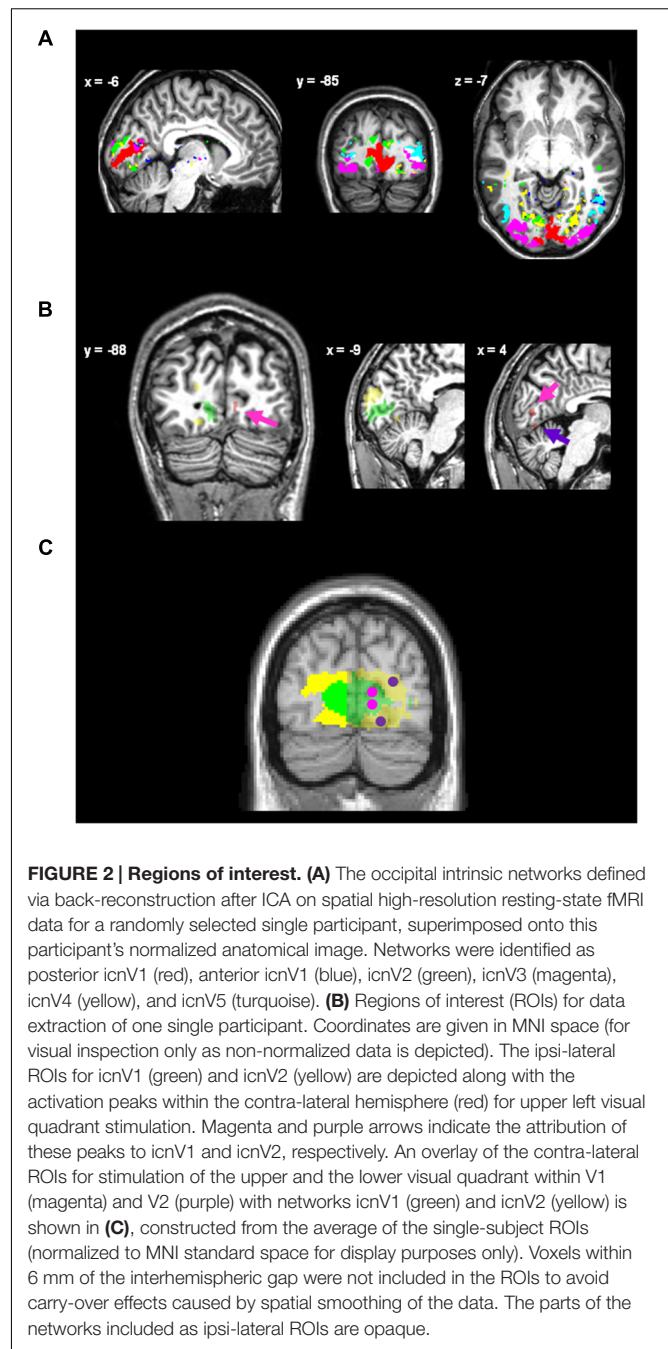 A
x = -6
y = -85
z = -7
B
y = -88
x = -9
x = 4
C
FIGURE 2 | Regions of interest. (A) The occipital intrinsic networks defined
via back-reconstruction after ICA on spatial high-resolution resting-state fMRI
data for a randomly selected single participant, superimposed onto this
participant's normalized anatomical image. Networks were identified as
posterior icnV1 (red), anterior icnV1 (blue), icnV2 (green), icnV3 (magenta),
icnV4 (yellow), and icnV5 (turquoise). (B) Regions of interest (ROIs) for data
extraction of one single participant. Coordinates are given in MNI space (for
visual inspection only as non-normalized data is depicted). The ipsi-lateral
ROIs for icnV1 (green) and icnV2 (yellow) are depicted along with the
activation peaks within the contra-lateral hemisphere (red) for upper left visual
quadrant stimulation. Magenta and purple arrows indicate the attribution of
these peaks to icnV1 and icnV2, respectively. An overlay of the contra-lateral
ROIs for stimulation of the upper and the lower visual quadrant within V1
(magenta) and V2 (purple) with networks icnV1 (green) and icnV2 (yellow) is
shown in (C), constructed from the average of the single-subject ROIs
(normalized to MNI standard space for display purposes only). Voxels within
6 mm of the interhemispheric gap were not included in the ROIs to avoid
carry-over effects caused by spatial smoothing of the data. The parts of the
networks included as ipsi-lateral ROIs are opaque.